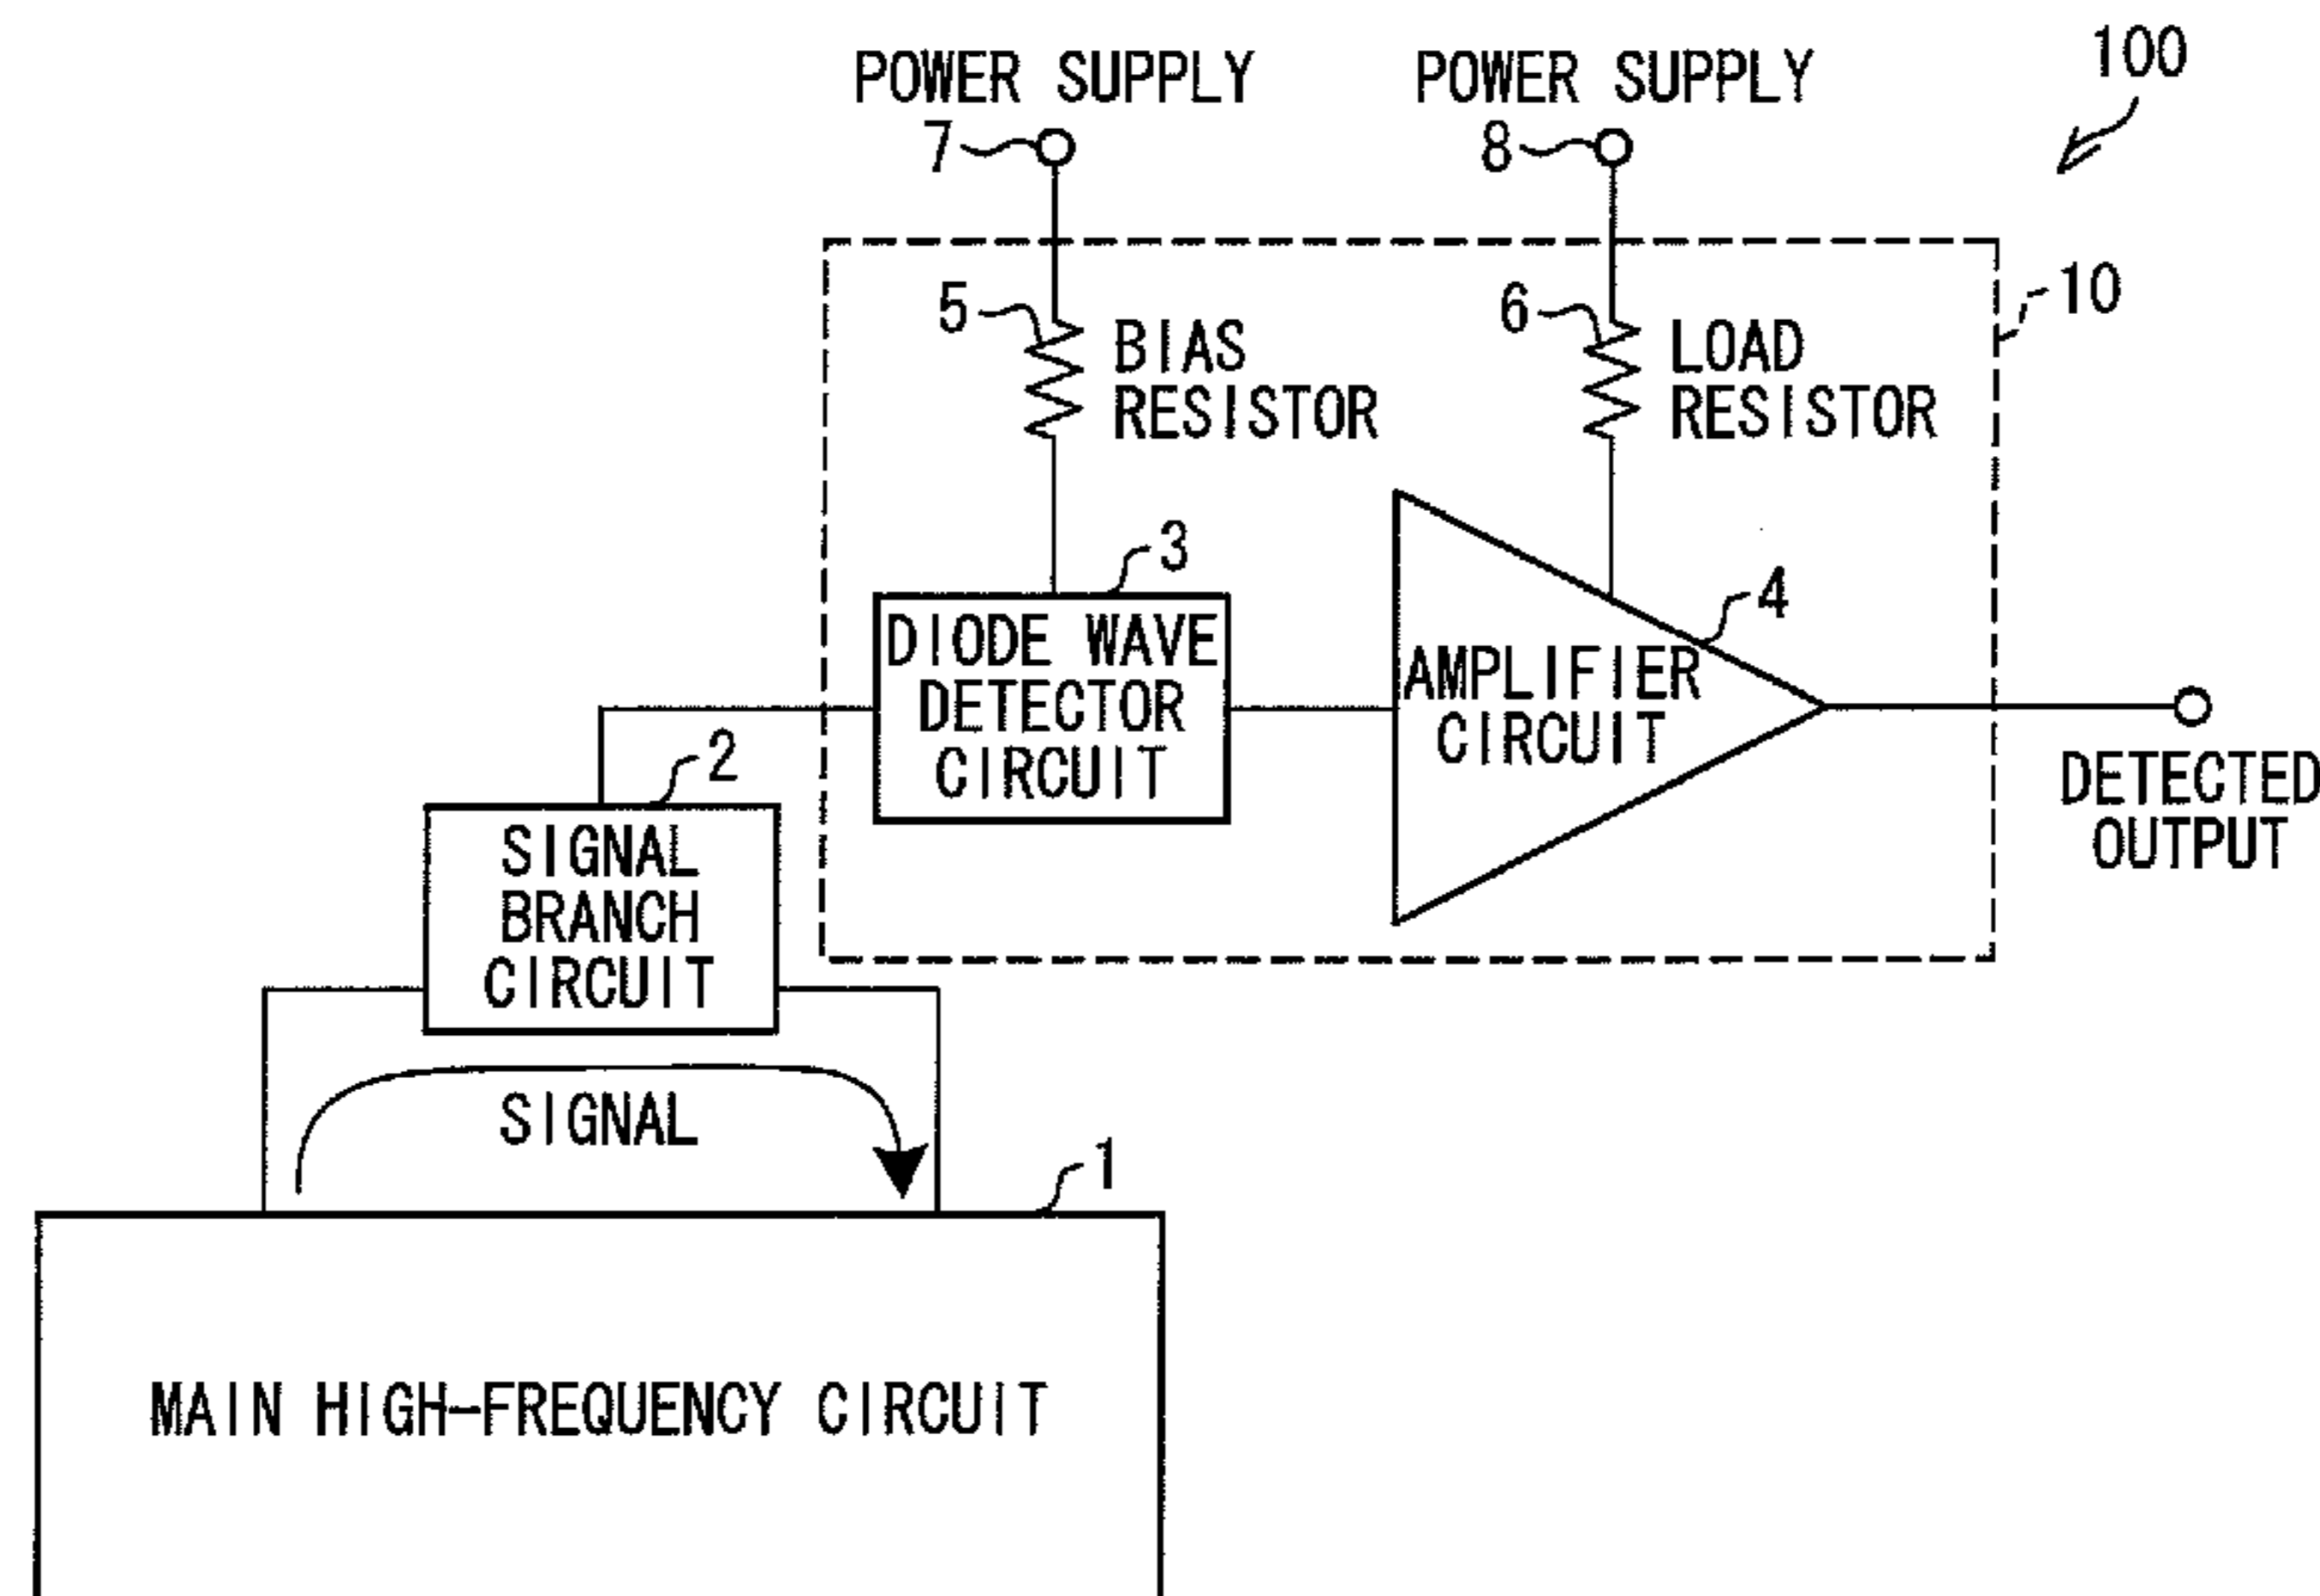 100
POWER SUPPLY
POWER SUPPLY
7
8
10
5
BIAS
RESISTOR
6
LOAD
RESISTOR
3
DIODE WAVE
DETECTOR
CIRCUIT
4
AMPLIFIER
CIRCUIT
DETECTED
OUTPUT
2
SIGNAL
BRANCH
CIRCUIT
SIGNAL
1
MAIN HIGH-FREQUENCY CIRCUIT